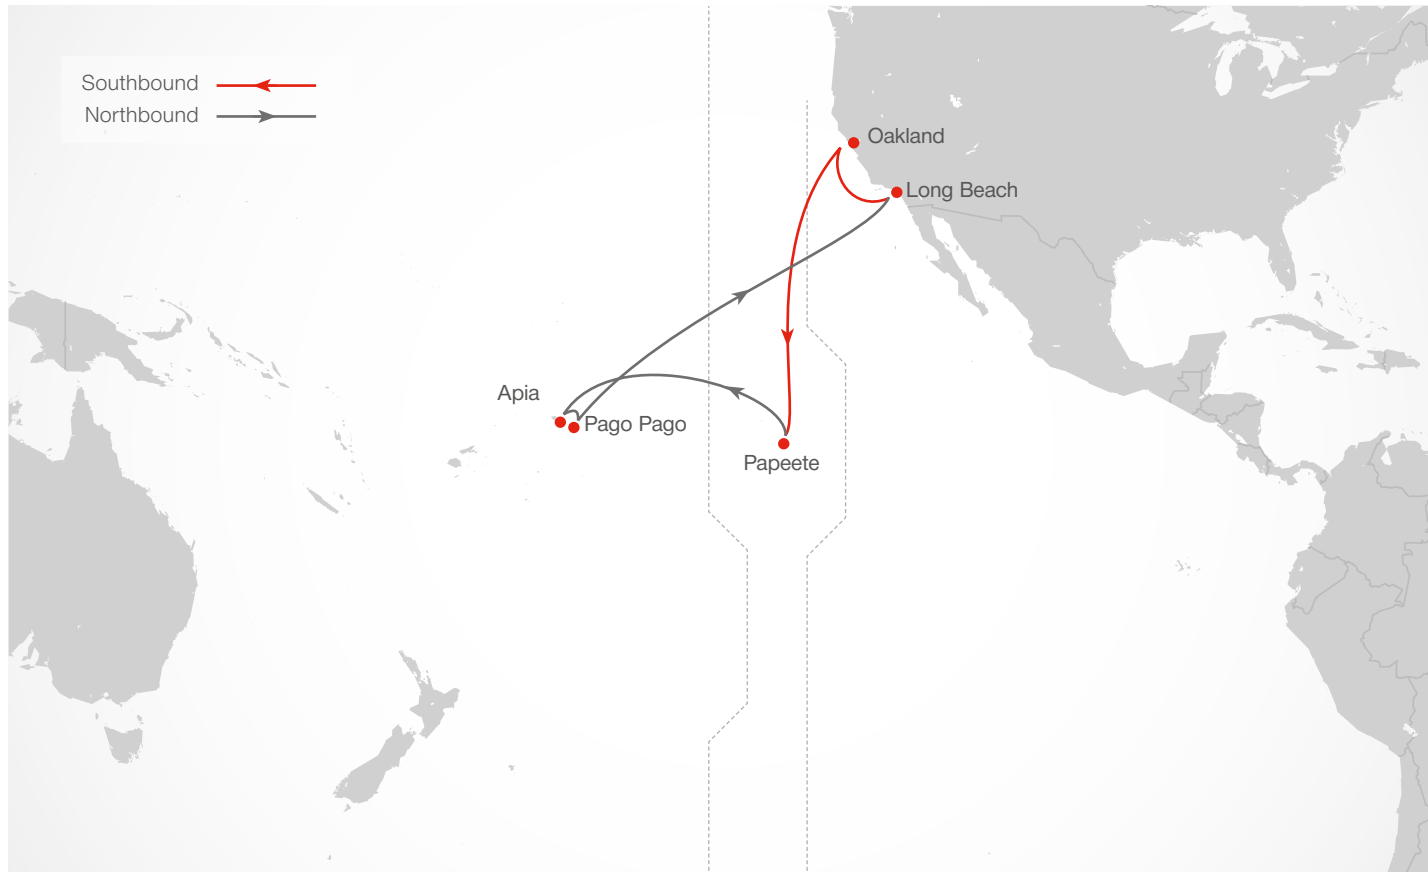 Southbound
Northbound
Oakland
Long Beach
Apia
Pago Pago
Papeete